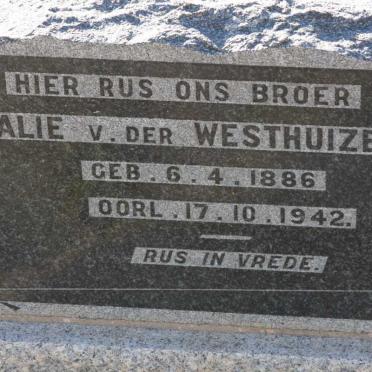 HIER RUS ONS BROER
ALIE V. DER WESTHUIZE
GEB. 6. 4. 1886
OORL. 17. 10. 1942.
RUS IN VREDE.